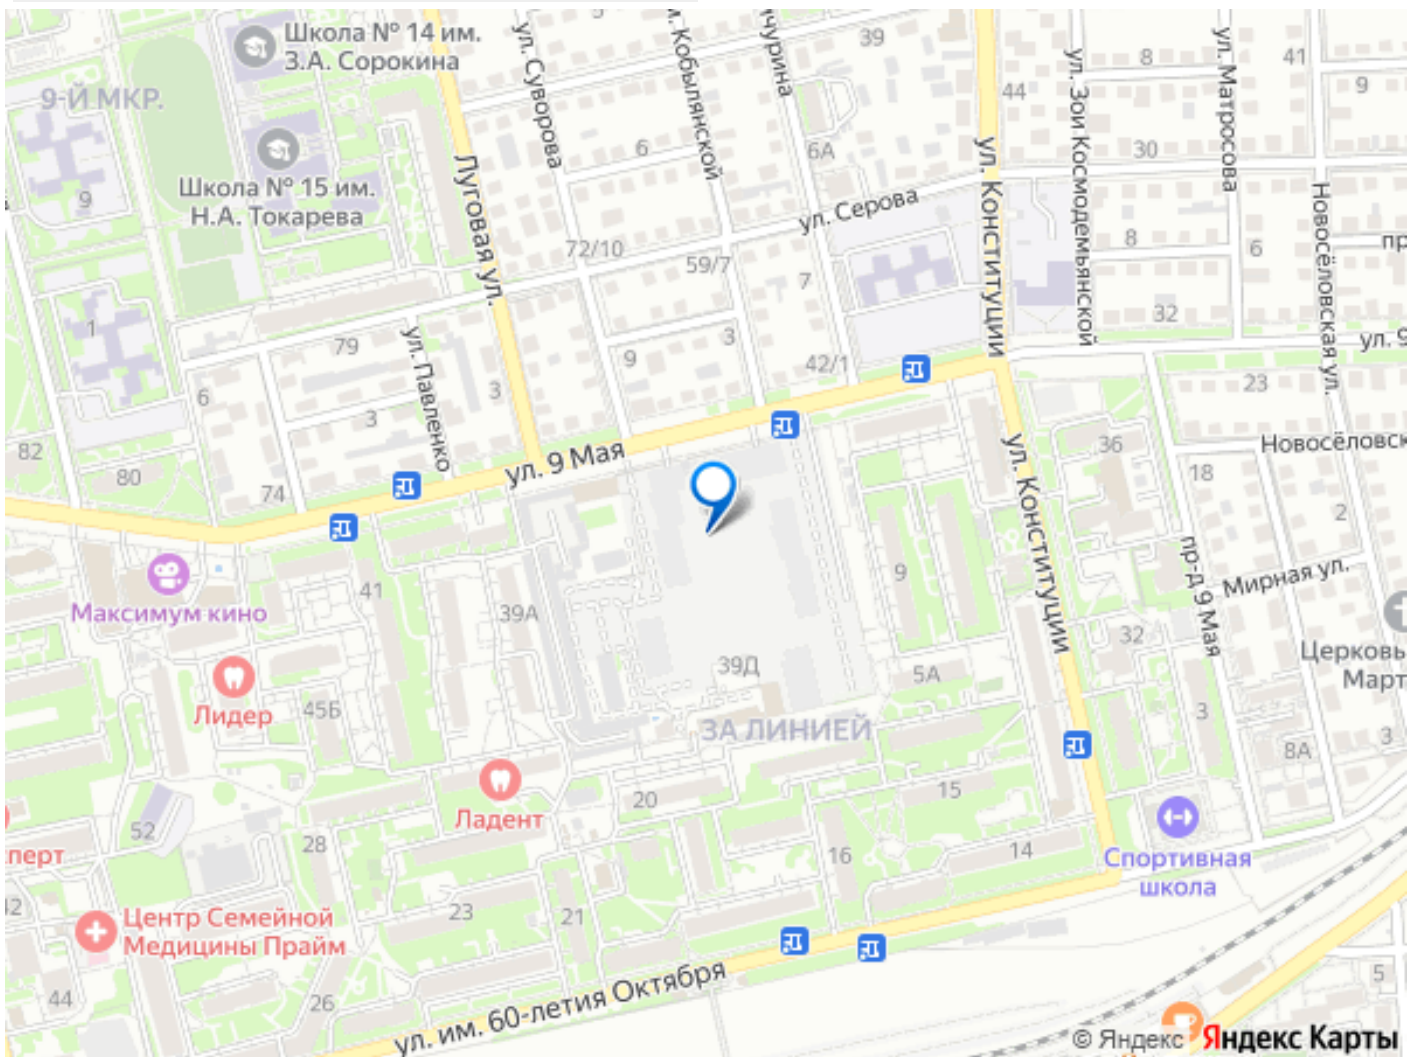 Школа № 14 им.
З.А. Сорокина
9-Й МКР.
ул. Суворова
39
44
8
41
9
ул. Матросова
ул. Зои Космодемьянской
Школа № 15 им.
Н.А. Токарева
9
Луговая ул.
6
6А
30
ул. Конституции
ул. Серова
Новосёловская ул.
72/10
59/7
7
8
6
1
79
ул. Павленко
3
9
3
42/1
32
6
3
23
82
80
74
ул. 9 Мая
36
18
ул. Конституции
2
Максимум кино
41
39А
9
пр-д 9 Мая
Мирная ул.
32
Церковь
Март
39Д
5А
Лидер
45Б
ЗА ЛИНИЕЙ
3
8А
3
Ладент
20
15
52
28
16
14
Спортивная
школа
перт
23
21
Центр Семейной
Медицины Прайм
44
26
ул. им. 60-летия Октября
5
© Яндекс Яндекс Карты